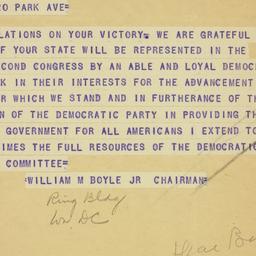 20 PARK AVE=
LATIONS ON YOUR VICTORY. WE ARE GRATEFUL
F YOUR STATE WILL BE REPRESENTED IN THE
SECOND CONGRESS BY AN ABLE AND LOYAL DEMOC
K IN THEIR INTERESTS FOR THE ADVANCEMENT
R WHICH WE STAND AND IN FURTHERANCE OF TH
N OF THE DEMOCRATIC PARTY IN PROVIDING TH
GOVERNMENT FOR ALL AMERICANS I EXTEND TO
IMES THE FULL RESOURCES OF THE DEMOCRATIC
COMMITTEE=
WILLIAM M BOYLE JR CHAIRMAN=
Ring Bldg
Wn DC